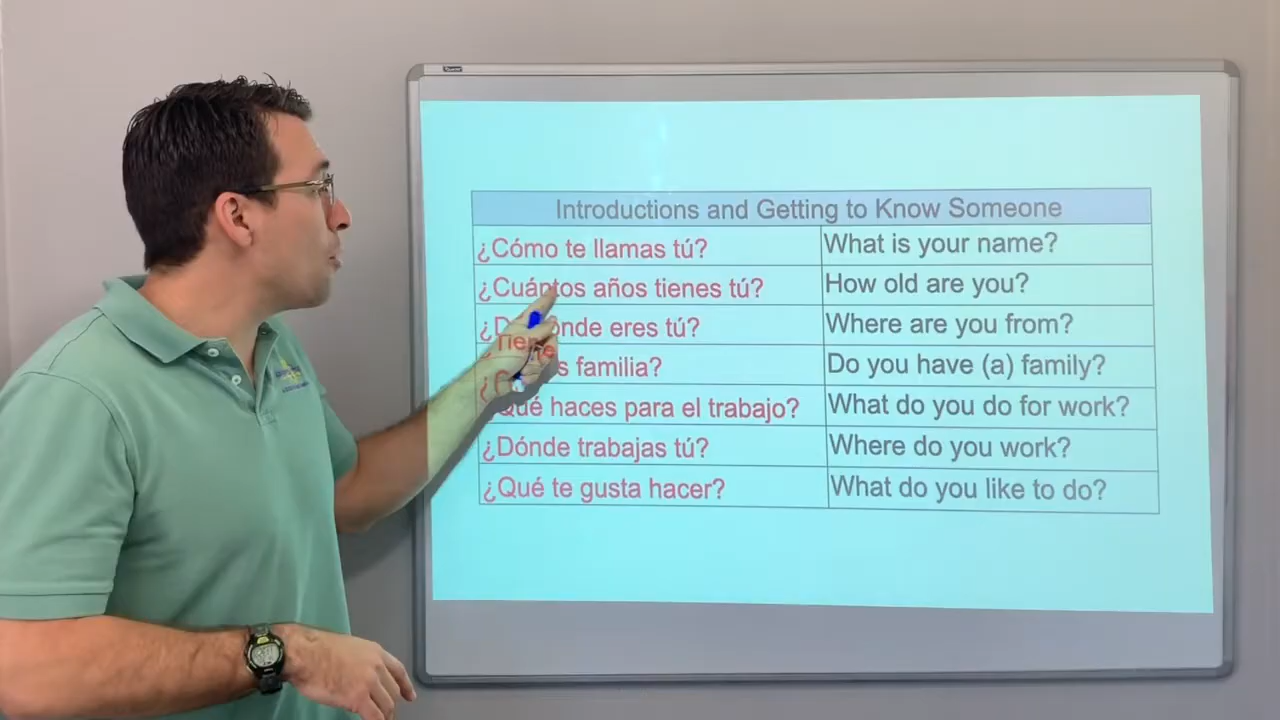 Introductions and Getting to Know Someone
¿Cómo te llamas tú? What is your name?
¿Cuántos años tienes tú? How old are you?
eres tú? Where are you from?
¿Tienes familia? Do you have (a) family?
¿Qué haces para el trabajo? What do you do for work?
¿Dónde trabajas tú? Where do you work?
¿Qué te gusta hacer? What do you like to do?